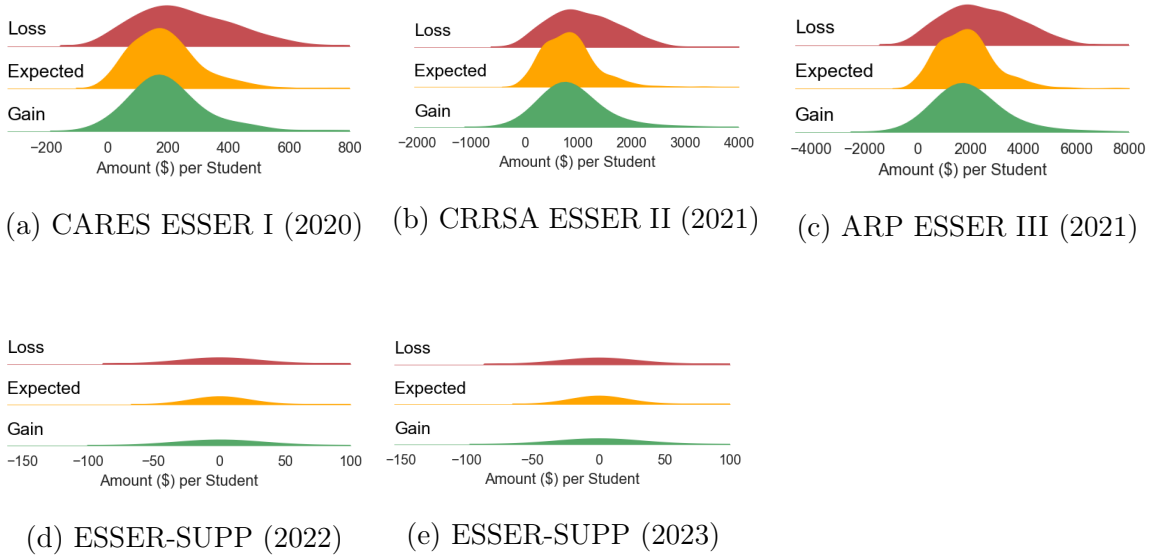 Loss
Expected
Gain
−200 0 200 400 600 800
Amount ($) per Student
(a) CARES ESSER I (2020)
Loss
Expected
Gain
−2000 −1000 0 1000 2000 3000 4000
Amount ($) per Student
(b) CRRSA ESSER II (2021)
Loss
Expected
Gain
−4000 −2000 0 2000 4000 6000 8000
Amount ($) per Student
(c) ARP ESSER III (2021)
Loss
Expected
Gain
−150 −100 −50 0 50 100
Amount ($) per Student
(d) ESSER-SUPP (2022)
Loss
Expected
Gain
−150 −100 −50 0 50 100
Amount ($) per Student
(e) ESSER-SUPP (2023)